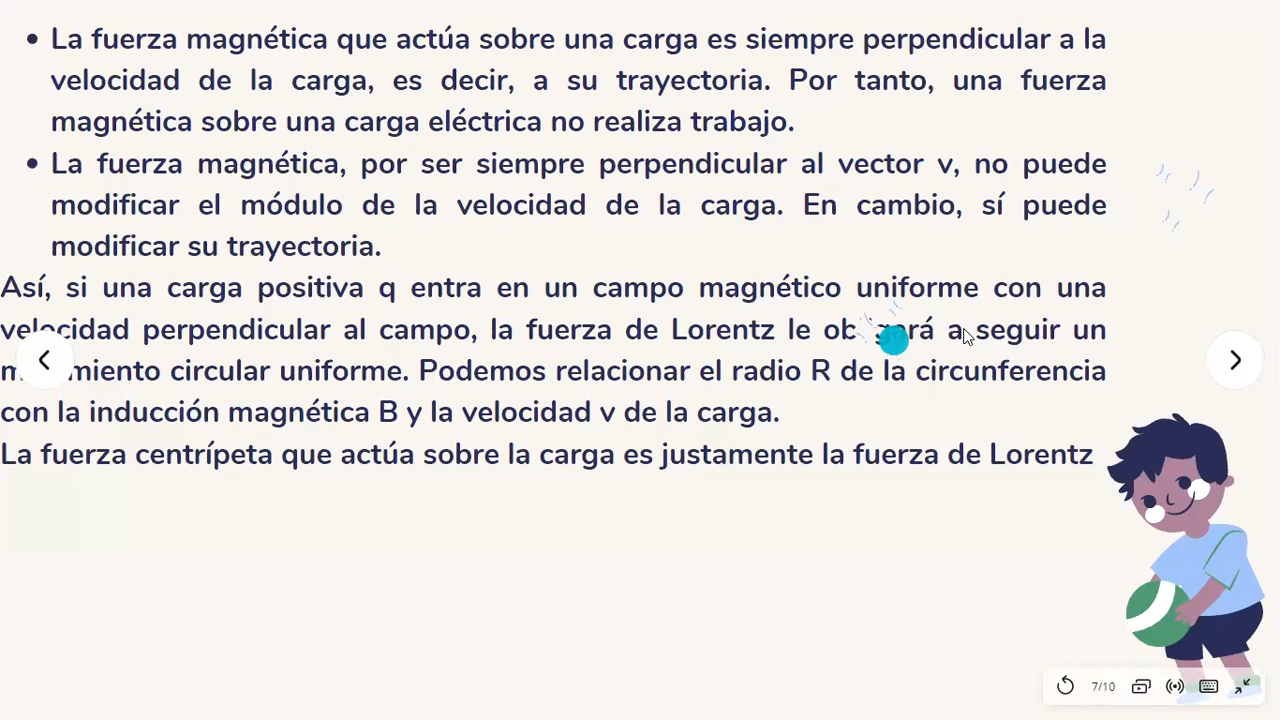 • La fuerza magnética que actúa sobre una carga es siempre perpendicular a la
velocidad de la carga, es decir, a su trayectoria. Por tanto, una fuerza
magnética sobre una carga eléctrica no realiza trabajo.
• La fuerza magnética, por ser siempre perpendicular al vector v, no puede
modificar el módulo de la velocidad de la carga. En cambio, sí puede
modificar su trayectoria.
Así, si una carga positiva q entra en un campo magnético uniforme con una
velocidad perpendicular al campo, la fuerza de Lorentz le obligará a seguir un
movimiento circular uniforme. Podemos relacionar el radio R de la circunferencia
con la inducción magnética B y la velocidad v de la carga.
La fuerza centrípeta que actúa sobre la carga es justamente la fuerza de Lorentz
7/10